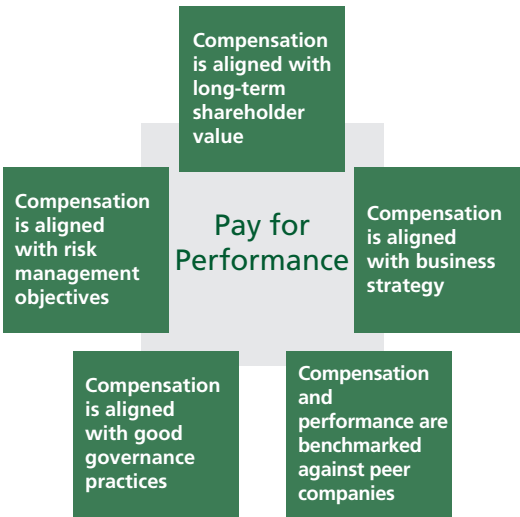 Compensation
is aligned with
long-term
shareholder
value
Compensation
is aligned
with risk
management
objectives
Pay for
Performance
Compensation
is aligned
with business
strategy
Compensation
is aligned
with good
governance
practices
Compensation
and
performance are
benchmarked
against peer
companies